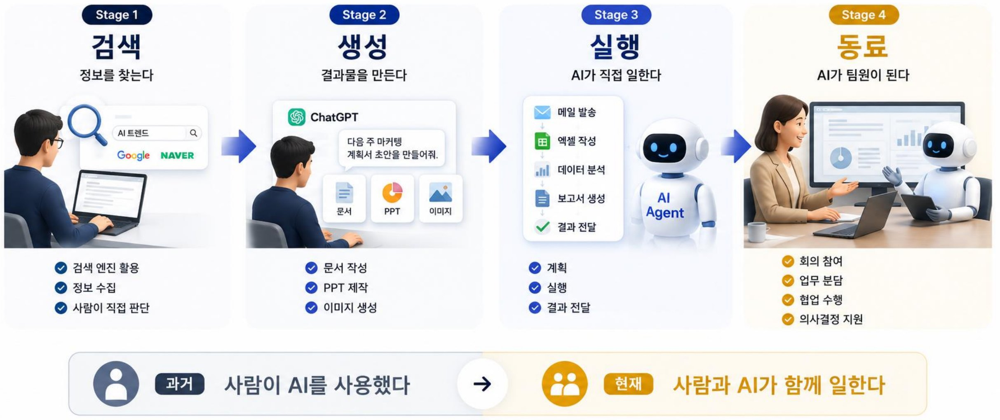 Stage 1
검색
정보를 찾는다
AI 트렌드
Google NAVER
검색 엔진 활용
정보 수집
사람이 직접 판단
Stage 2
생성
결과물을 만든다
ChatGPT
다음 주 마케텡
계획서 초안을 만들어줘.
문서 PPT 이미지
문서 작성
PPT 제작
이미지 생성
Stage 3
실행
AI가 직접 일한다
메일 발송
엑셀 작성
데이터 분석
보고서 생성
결과 전달
AI
Agent
계획
실행
결과 전달
Stage 4
동료
AI가 팀원이 된다
회의 참여
업무 분담
협업 수행
의사결정 지원
과거 사람이 AI를 사용했다
현재 사람과 AI가 함께 일한다